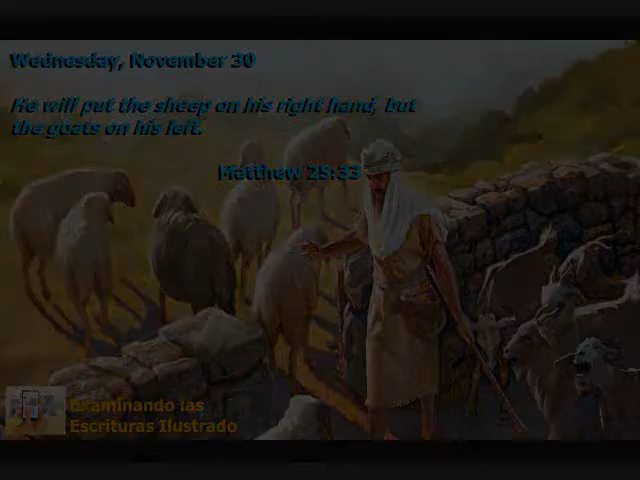 Wednesday, November 30
He will put the sheep on his right hand, but
the goats on his left.
Matthew 25:33
Examinando las
Escrituras Ilustrado